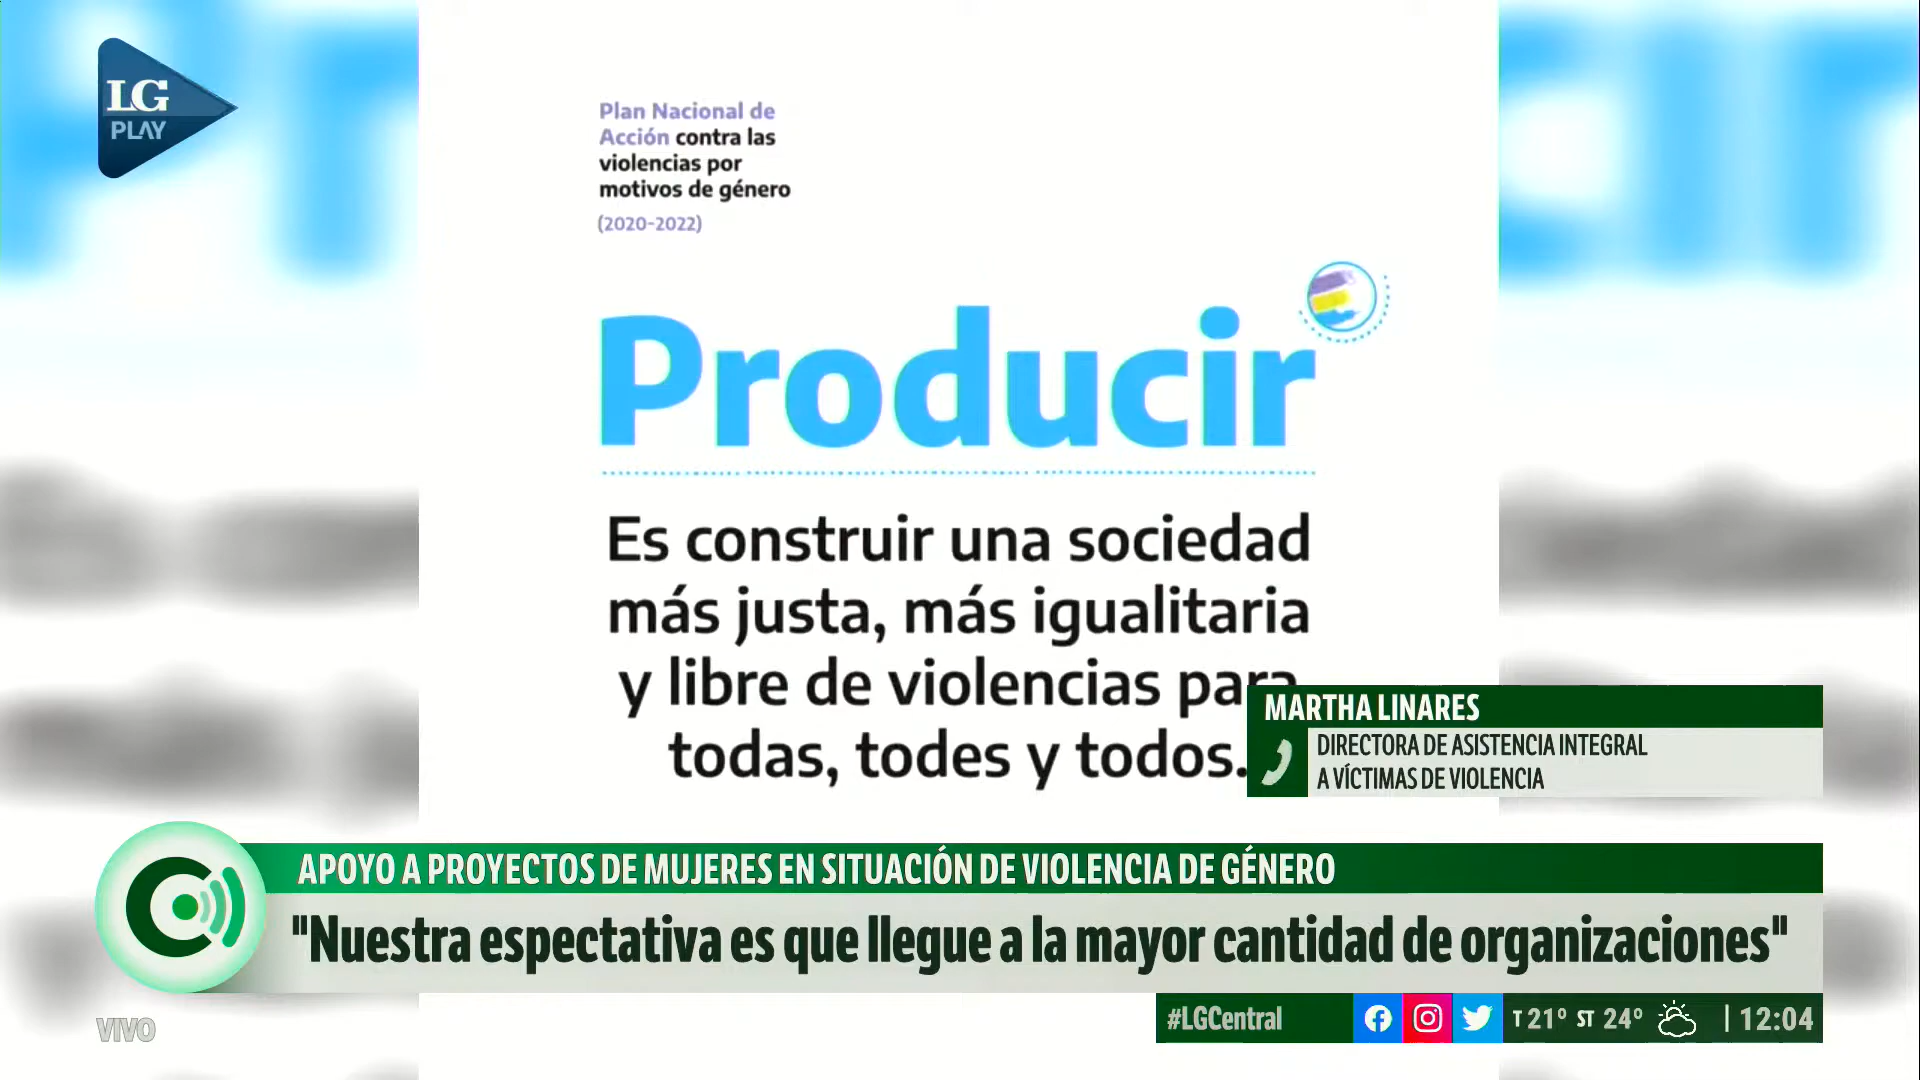 LG
PLAY
Plan Nacional de
Acción contra las
violencias por
motivos de género
(2020-2022)
Producir
Es construir una sociedad
más justa, más igualitaria
y libre de violencias para
todas, todes y todos.
MARTHA LINARES
DIRECTORA DE ASISTENCIA INTEGRAL
A VÍCTIMAS DE VIOLENCIA
APOYO A PROYECTOS DE MUJERES EN SITUACIÓN DE VIOLENCIA DE GÉNERO
"Nuestra espectativa es que llegue a la mayor cantidad de organizaciones"
VIVO
#LGCentral T 21° ST 24° | 12:04